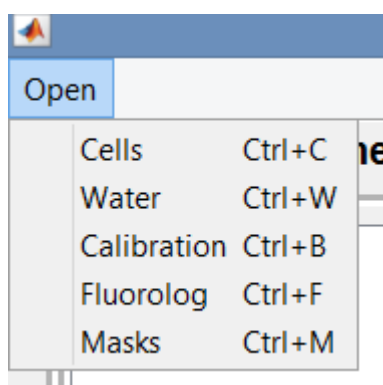 Open
Cells Ctrl+C
Water Ctrl+W
Calibration Ctrl+B
Fluorolog Ctrl+F
Masks Ctrl+M